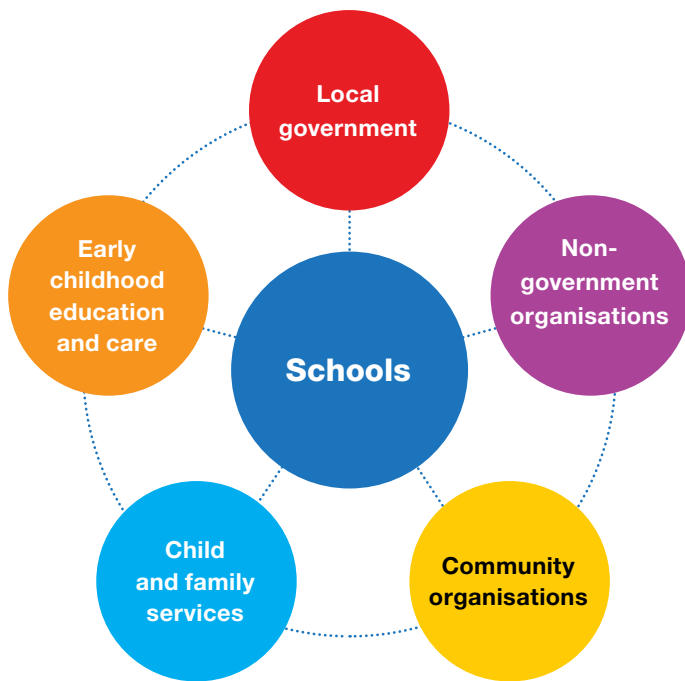 Local
government
Early
childhood
education
and care
Non-
government
organisations
Schools
Child
and family
services
Community
organisations